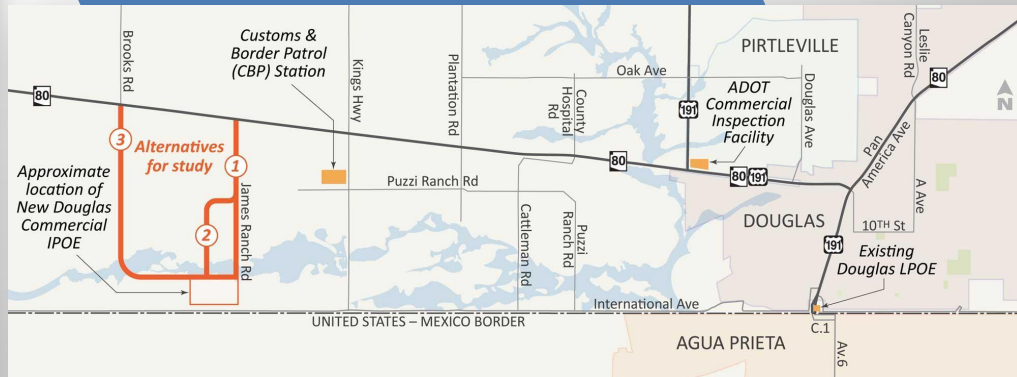 Brooks Rd
Customs &
Border Patrol
(CBP) Station
Kings Hwy
Plantation Rd
Oak Ave
County
Hospital
Rd
191
ADOT
Commercial
Inspection
Facility
PIRTLEVILLE
Douglas Ave
Leslie
Canyon Rd
80
N
80
3
Alternatives
for study
1
James Ranch Rd
2
Approximate
location of
New Douglas
Commercial
IPOE
Puzzi Ranch Rd
Cattleman Rd
Puzzi
Ranch Rd
80
80
191
Pan
America Ave
A Ave
DOUGLAS
10TH St
191
Existing
Douglas LPOE
International Ave
UNITED STATES – MEXICO BORDER
C.1
AGUA PRIETA
Av.6